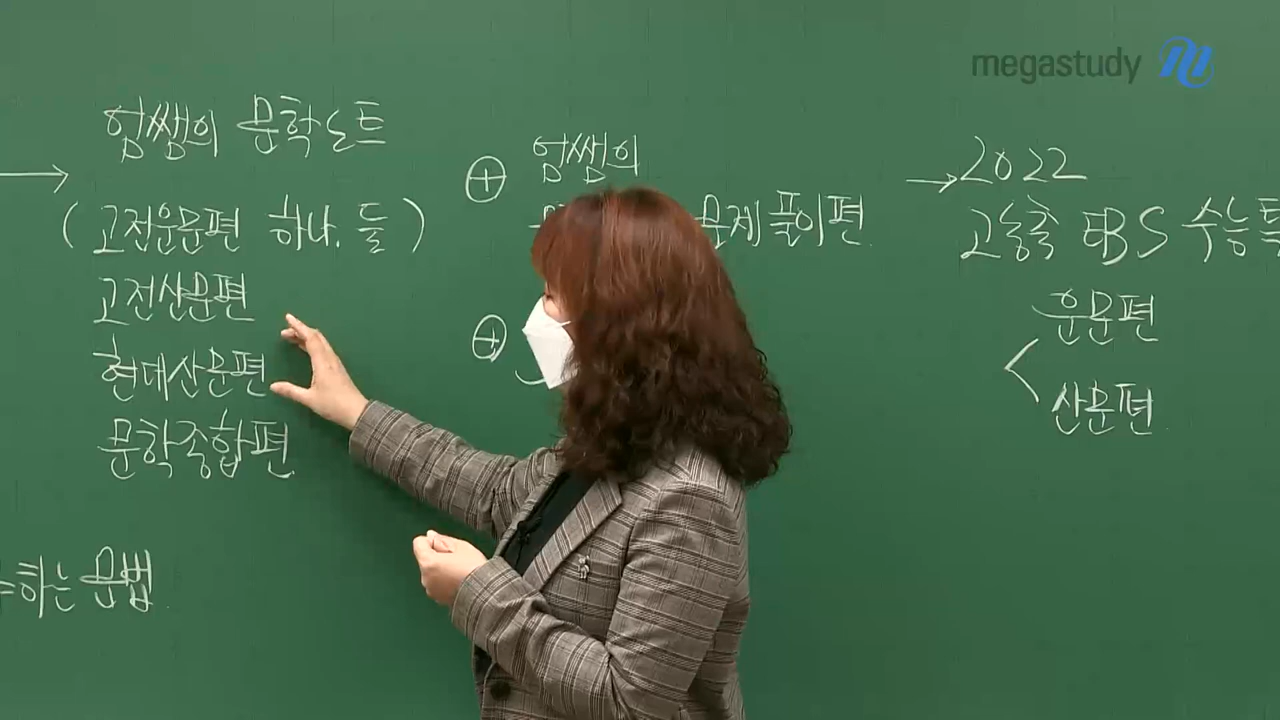 megastudy
엄쌤의 문학노트
(고전운문편 하나. 둘)
고전산문편
현대산문편
문학종합편
하는 문법
⊕ 엄쌤의
문제풀이편
⊕
→ 2022
고농축 EBS 수능특
운문편
산문편